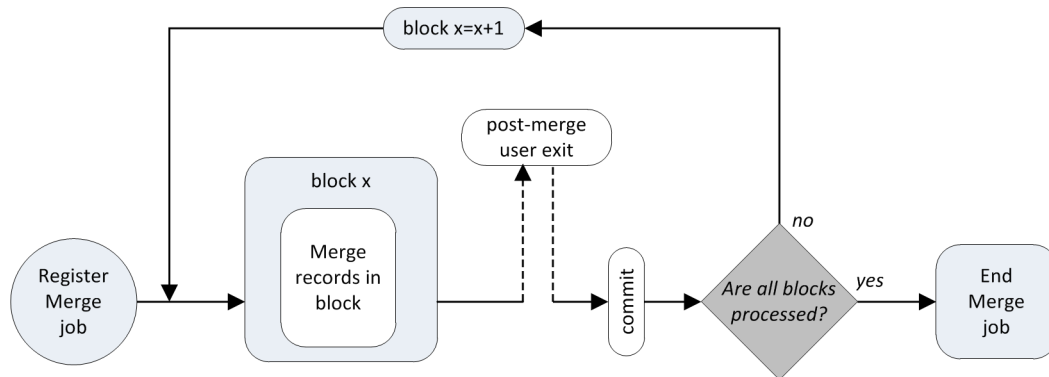 block x=x+1
post-merge
user exit
block x
Merge
records in
block
Register
Merge
job
commit
no
Are all blocks
processed?
yes
End
Merge
job